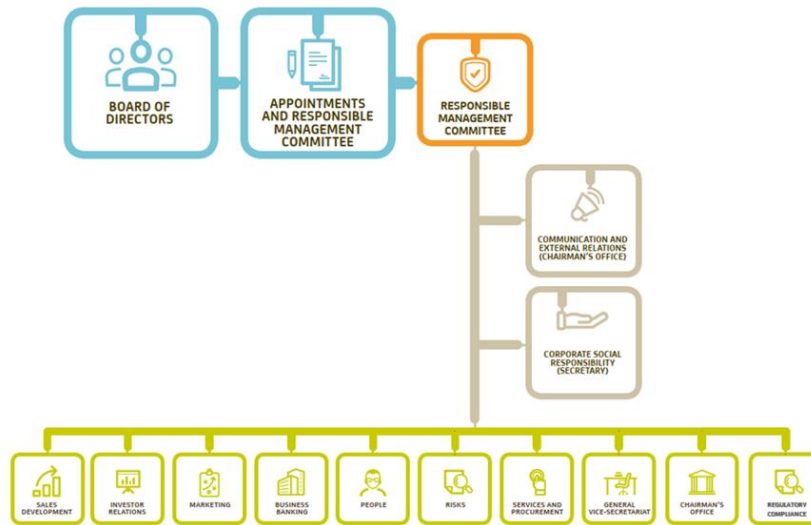 BOARD OF
DIRECTORS
APPOINTMENTS
AND RESPONSIBLE
MANAGEMENT
COMMITTEE
RESPONSIBLE
MANAGEMENT
COMMITTEE
COMMUNICATION AND
EXTERNAL RELATIONS
(CHAIRMAN'S OFFICE)
CORPORATE SOCIAL
RESPONSIBILITY
(SECRETARY)
SALES
DEVELOPMENT
INVESTOR
RELATIONS
MARKETING
BUSINESS
BANKING
PEOPLE
RISKS
SERVICES AND
PROCUREMENT
GENERAL
VICE-SECRETARIAT
CHAIRMAN'S
OFFICE
REGULATORY
COMPLIANCE